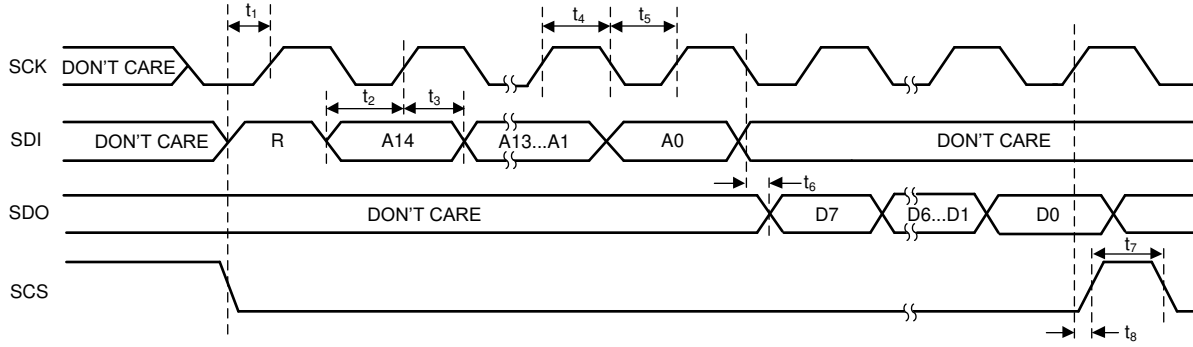 t1 t4 t5
SCK DON'T CARE
t2 t3
SDI DON'T CARE R A14 A13...A1 A0 DON'T CARE
t6
SDO DON'T CARE D7 D6...D1 D0
t7
SCS
t8